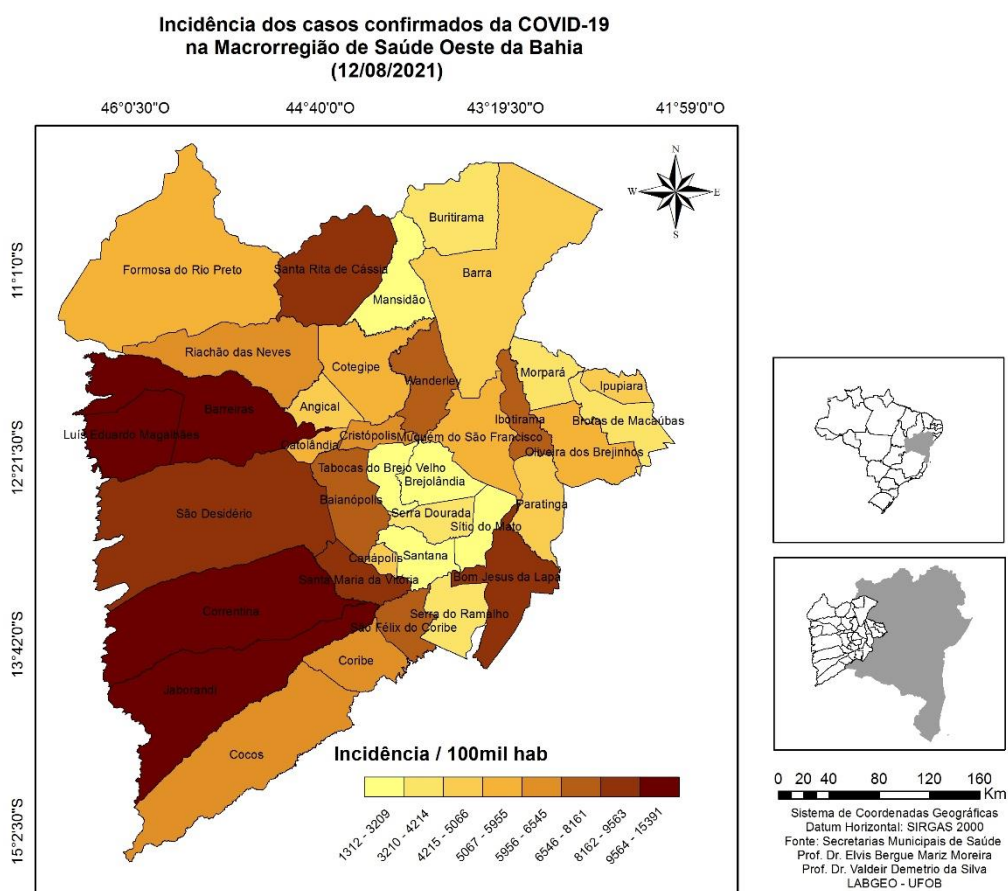 Incidência dos casos confirmados da COVID-19
na Macrorregião de Saúde Oeste da Bahia
(12/08/2021)
46°0'30"O 44°40'0"O 43°19'30"O 41°59'0"O
11°1'0"S
12°21'30"S
13°42'0"S
15°2'30"S
N
W E
S
Buritirama
Formosa do Rio Preto
Santa Rita de Cássia
Barra
Mansidão
Riachão das Neves
Cotegipe
Wanderley
Morpará
Ipupiara
Angical
Barreiras
Ibotirama
Brotas de Macaúbas
Luís Eduardo Magalhães
Catolândia
Cristópolis
Muquém do São Francisco
Oliveira dos Brejinhos
Tabocas do Brejo Velho
Brejolândia
Baianópolis
Paratinga
São Desidério
Serra Dourada
Sítio do Mato
Canápolis
Santana
Santa Maria da Vitória
Bom Jesus da Lapa
Correntina
Serra do Ramalho
São Félix do Coribe
Coribe
Jaborandi
Cocos
Incidência / 100mil hab
1312 - 3209
3210 - 4214
4215 - 5066
5067 - 5955
5956 - 6545
6546 - 8161
8162 - 9563
9564 - 15391
0 20 40 80 120 160
Km
Sistema de Coordenadas Geográficas
Datum Horizontal: SIRGAS 2000
Fonte: Secretarias Municipais de Saúde
Prof. Dr. Elvis Bergue Mariz Moreira
Prof. Dr. Valdeir Demetrio da Silva
LABGEO - UFOB